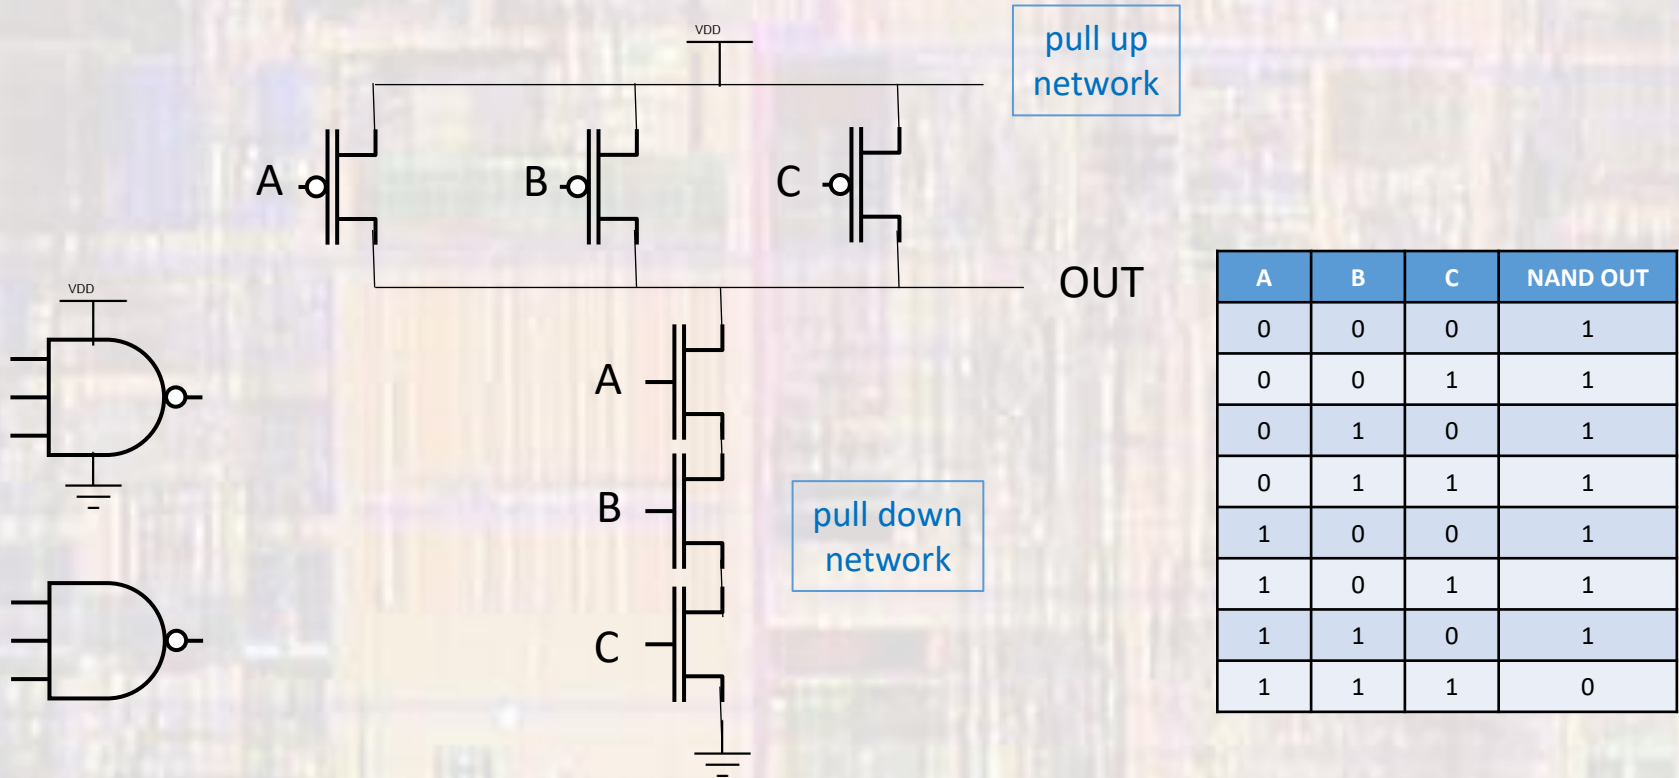 VDD
pull up
network
A
B
C
OUT
VDD
A
B
C
pull down
network
A B C NAND OUT
0 0 0 1
0 0 1 1
0 1 0 1
0 1 1 1
1 0 0 1
1 0 1 1
1 1 0 1
1 1 1 0